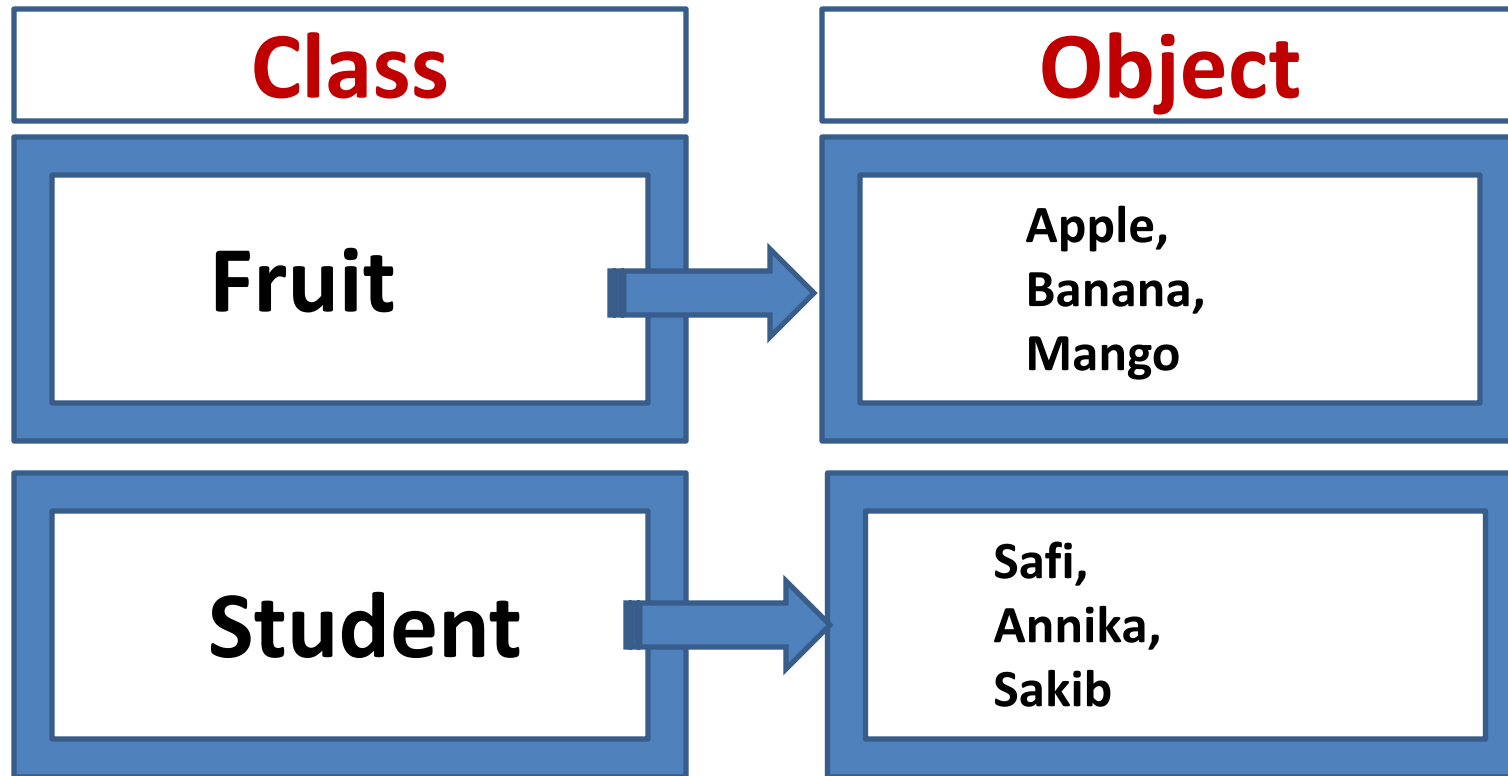 Class
Object
Fruit
Apple,
Banana,
Mango
Student
Safi,
Annika,
Sakib